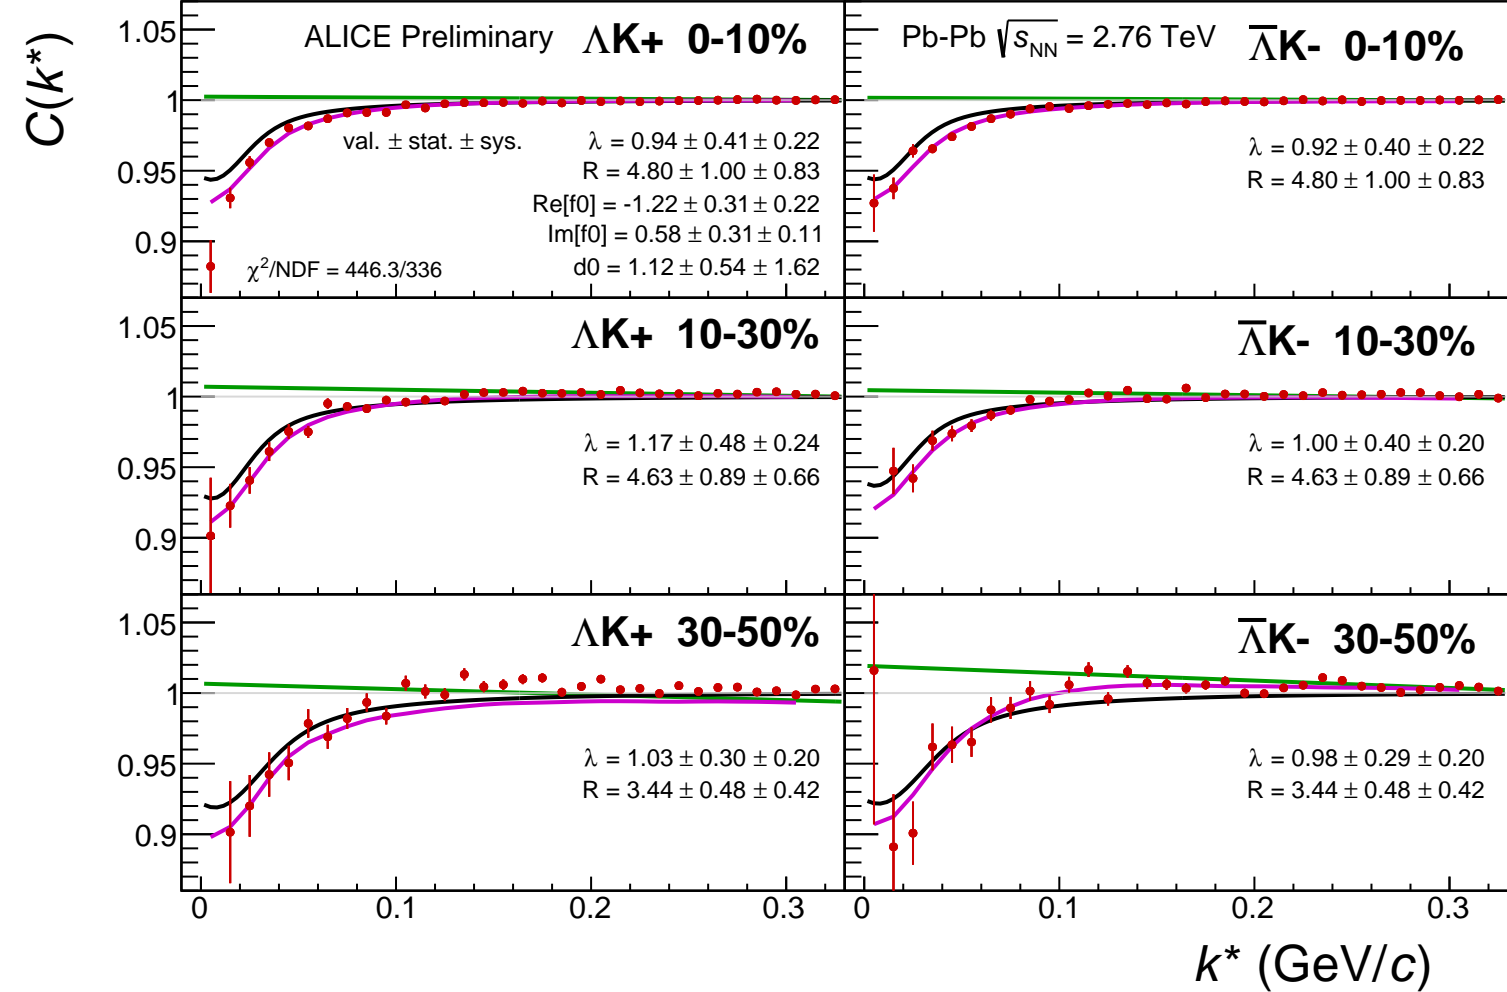 C(k*)
ALICE Preliminary ΛK+ 0-10%
1.05
1
0.95
0.9
val. ± stat. ± sys.
λ = 0.94 ± 0.41 ± 0.22
R = 4.80 ± 1.00 ± 0.83
Re[f0] = -1.22 ± 0.31 ± 0.22
Im[f0] = 0.58 ± 0.31 ± 0.11
χ²/NDF = 446.3/336
d0 = 1.12 ± 0.54 ± 1.62
Pb-Pb √sNN = 2.76 TeV Λ̅K- 0-10%
λ = 0.92 ± 0.40 ± 0.22
R = 4.80 ± 1.00 ± 0.83
ΛK+ 10-30%
1.05
1
0.95
0.9
λ = 1.17 ± 0.48 ± 0.24
R = 4.63 ± 0.89 ± 0.66
Λ̅K- 10-30%
λ = 1.00 ± 0.40 ± 0.20
R = 4.63 ± 0.89 ± 0.66
ΛK+ 30-50%
1.05
1
0.95
0.9
λ = 1.03 ± 0.30 ± 0.20
R = 3.44 ± 0.48 ± 0.42
Λ̅K- 30-50%
λ = 0.98 ± 0.29 ± 0.20
R = 3.44 ± 0.48 ± 0.42
0 0.1 0.2 0.3 0 0.1 0.2 0.3
k* (GeV/c)